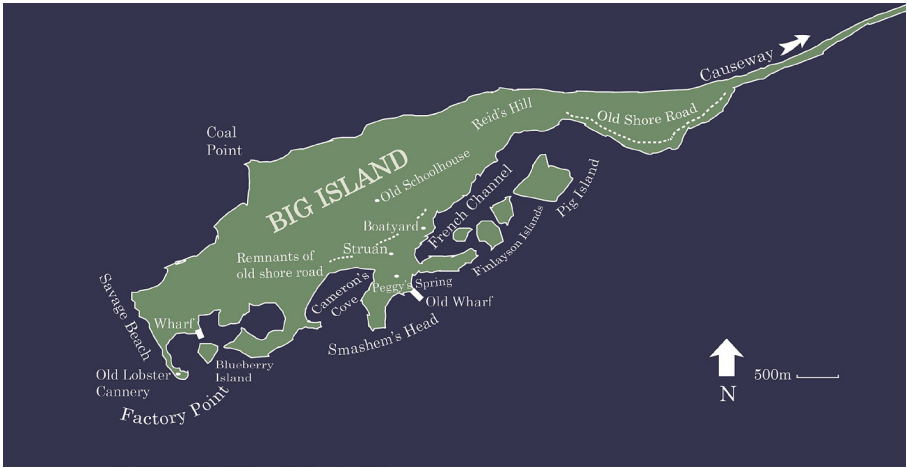 Causeway
Old Shore Road
Reid's Hill
Coal
Point
BIG ISLAND
Old Schoolhouse
French Channel
Pig Island
Boatyard
Finlayson Islands
Struan
Remnants of
old shore road
Cameron's
Cove
Peggy's Spring
Old Wharf
Savage Beach
Wharf
Smashem's Head
Blueberry
Island
Old Lobster
Cannery
Factory Point
500m
N